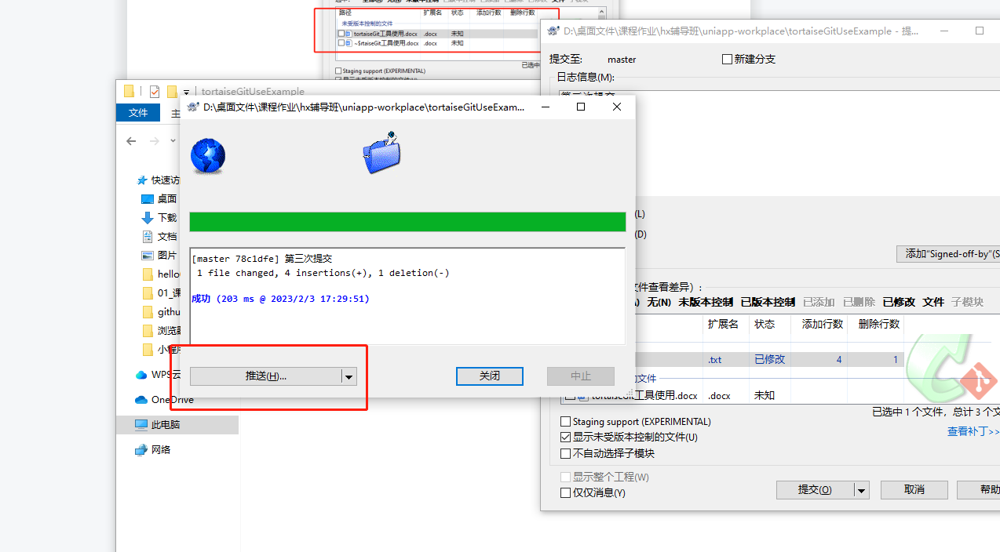 路径 扩展名 状态 添加行数 删除行数
未受版本控制的文件
tortaiseGit工具使用.docx .docx 未知
~$rtaiseGit工具使用.docx .docx 未知
已选中
Staging support (EXPERIMENTAL)
D:\桌面文件\课程作业\hx辅导班\uniapp-workplace\tortaiseGitUseExample - 提...
提交至: master 新建分支
日志信息(M):
第三次提交
(L)
(D)
添加“Signed-off-by”(S
文件查看差异）:
无(N) 未版本控制 已版本控制 已添加 已删除 已修改 文件 子模块
扩展名 状态 添加行数 删除行数
.txt 已修改 4 1
文件
tortaiseGit工具使用.docx .docx 未知
已选中 1 个文件，总计 3 个文
Staging support (EXPERIMENTAL)
查看补丁>>
显示未受版本控制的文件(U)
不自动选择子模块
显示整个工程(W)
仅仅消息(Y)
提交(O) 取消 帮助
tortaiseGitUseExample
文件 主
快速访
桌面
下载
文档
图片
hello
01_课
githu
浏览器
小程序
WPS云
OneDrive
此电脑
网络
D:\桌面文件\课程作业\hx辅导班\uniapp-workplace\tortaiseGitUseExam...
[master 78c1dfe] 第三次提交
1 file changed, 4 insertions(+), 1 deletion(-)
成功 (203 ms @ 2023/2/3 17:29:51)
推送(H)... 关闭 中止